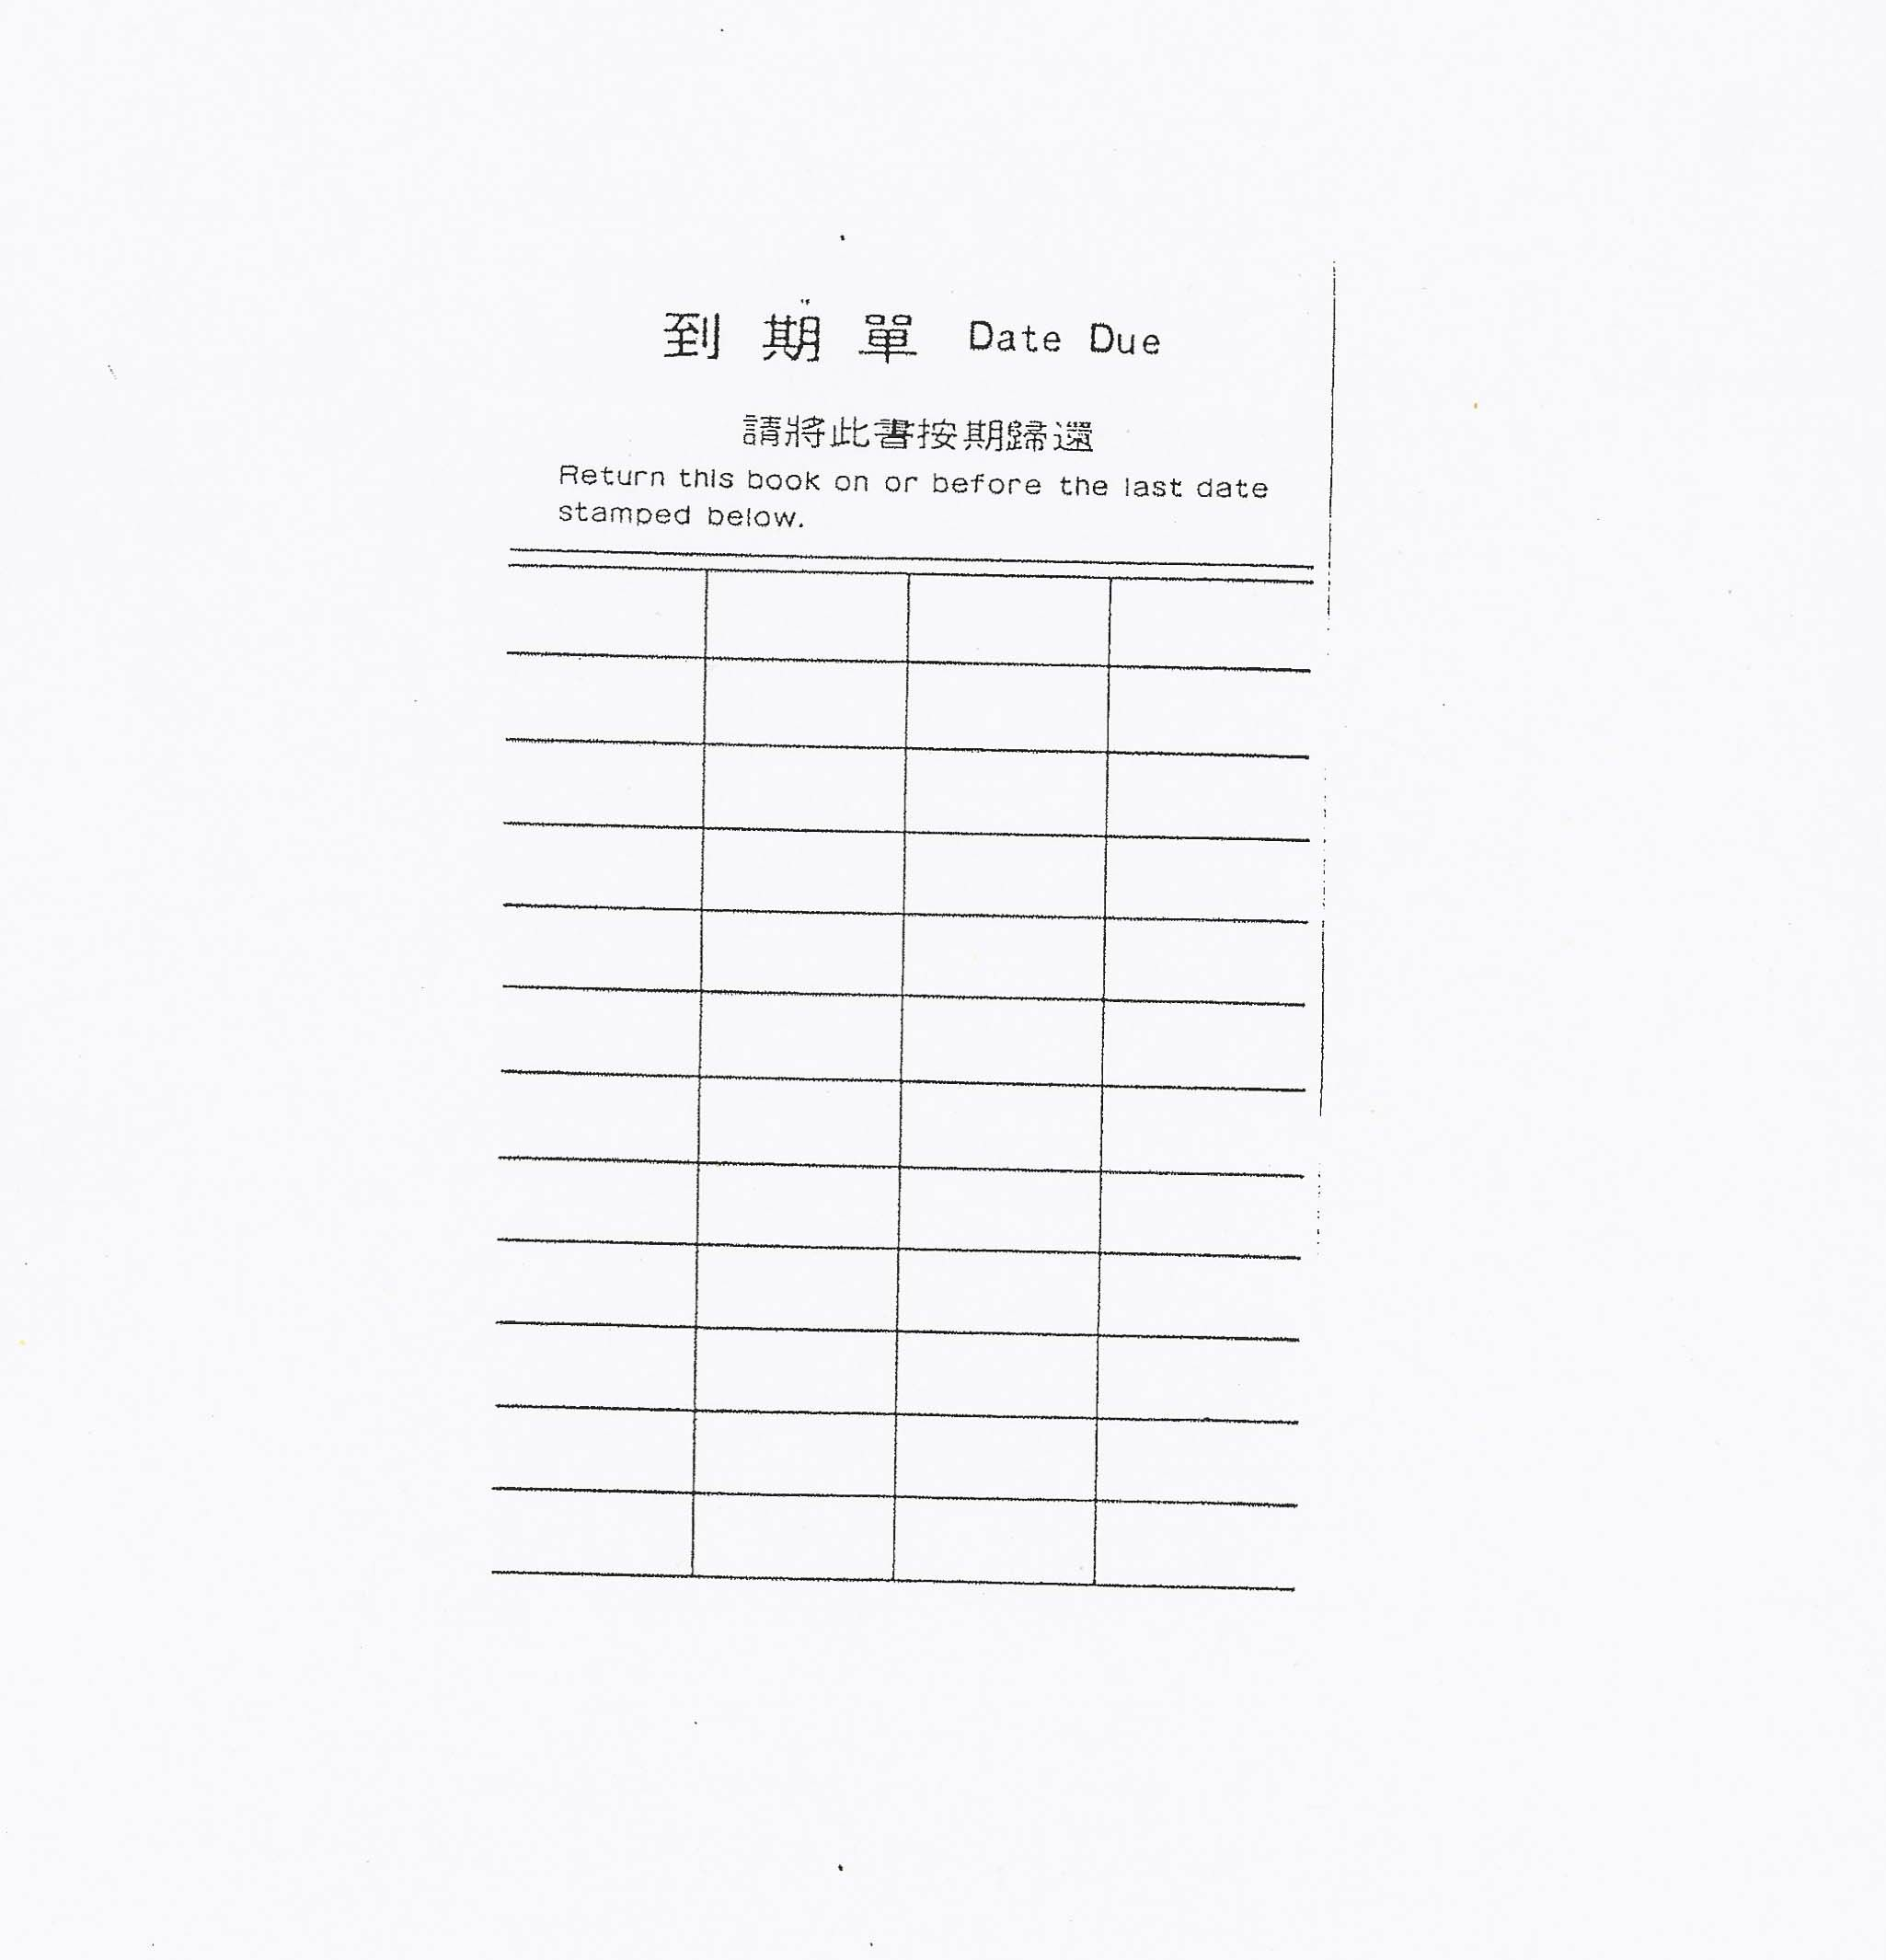 到期單 Date Due
請將此書按期歸還
Return this book on or before the last date
stamped below.